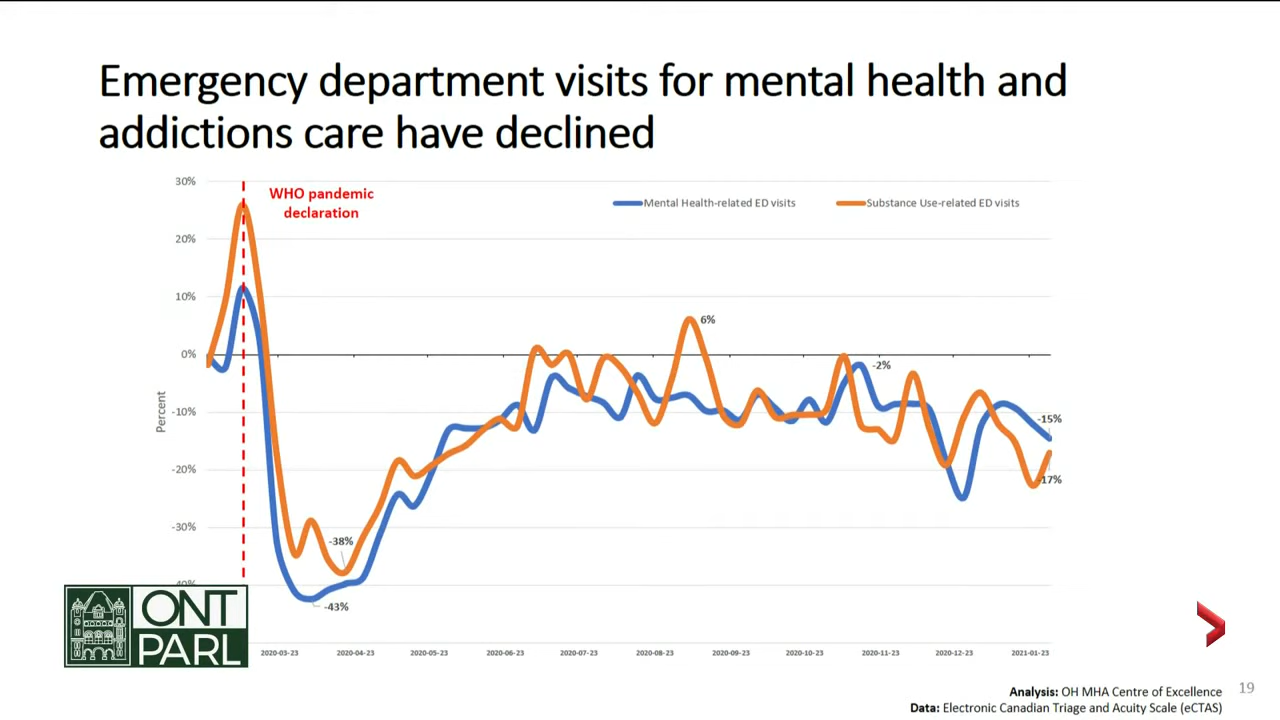 Emergency department visits for mental health and
addictions care have declined
30%
20%
10%
0%
-10%
-20%
-30%
-40%
Percent
WHO pandemic
declaration
Mental Health-related ED visits
Substance Use-related ED visits
6%
-2%
-15%
-17%
-38%
-43%
2020-03-23
2020-04-23
2020-05-23
2020-06-23
2020-07-23
2020-08-23
2020-09-23
2020-10-23
2020-11-23
2020-12-23
2021-01-23
ONT
PARL
Analysis: OH MHA Centre of Excellence
Data: Electronic Canadian Triage and Acuity Scale (eCTAS)
19